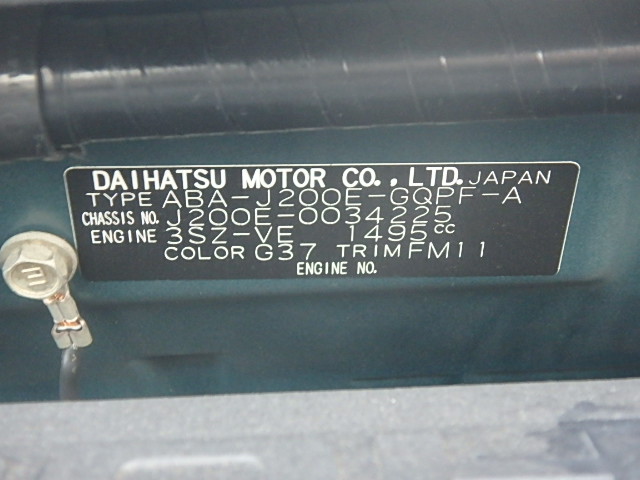 DAIHATSU MOTOR CO., LTD. JAPAN
TYPE ABA-J200E-GQPF-A
CHASSIS NO. J200E-0034225
ENGINE 3SZ-VE 1495cc
COLOR G37 TRIM FM11
ENGINE NO.